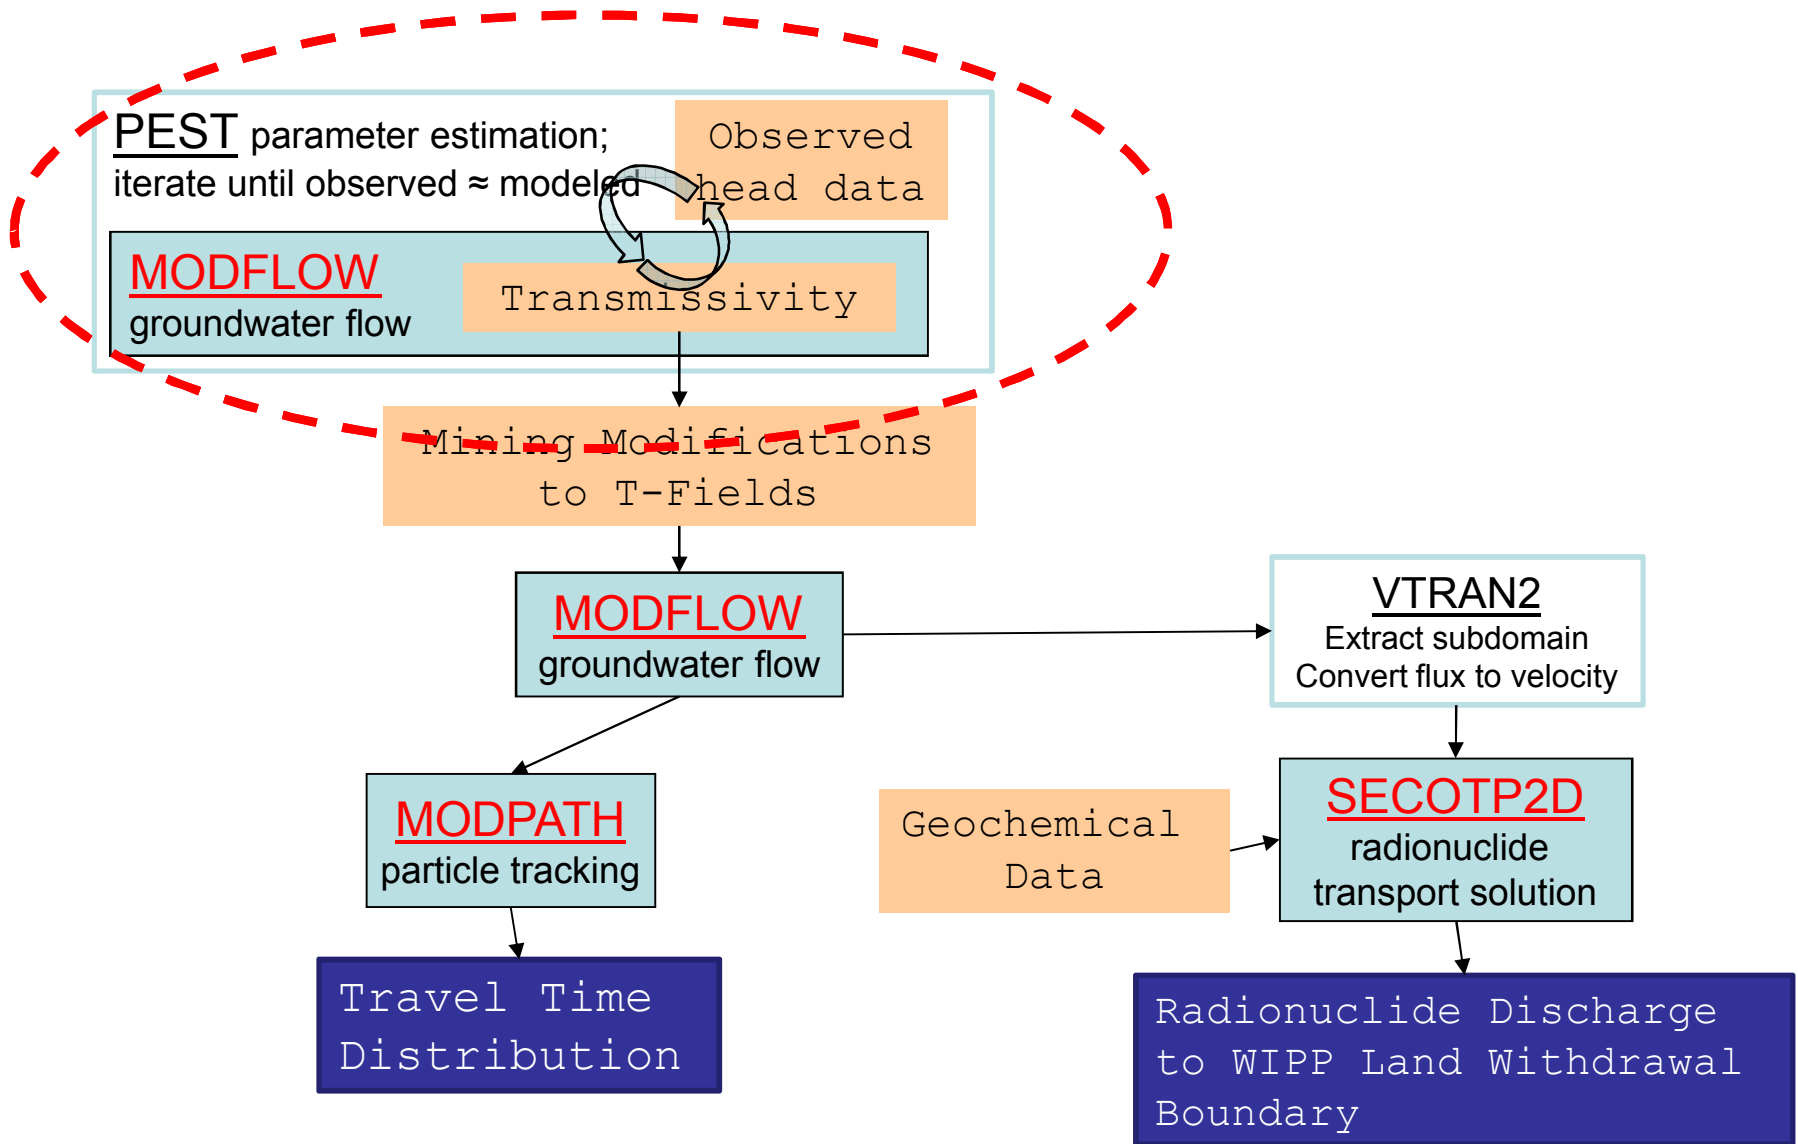 PEST parameter estimation;
iterate until observed ≈ modeled
Observed
head data
MODFLOW
groundwater flow
Transmissivity
Mining Modifications
to T-Fields
MODFLOW
groundwater flow
VTRAN2
Extract subdomain
Convert flux to velocity
MODPATH
particle tracking
Geochemical
Data
SECOTP2D
radionuclide
transport solution
Travel Time
Distribution
Radionuclide Discharge
to WIPP Land Withdrawal
Boundary